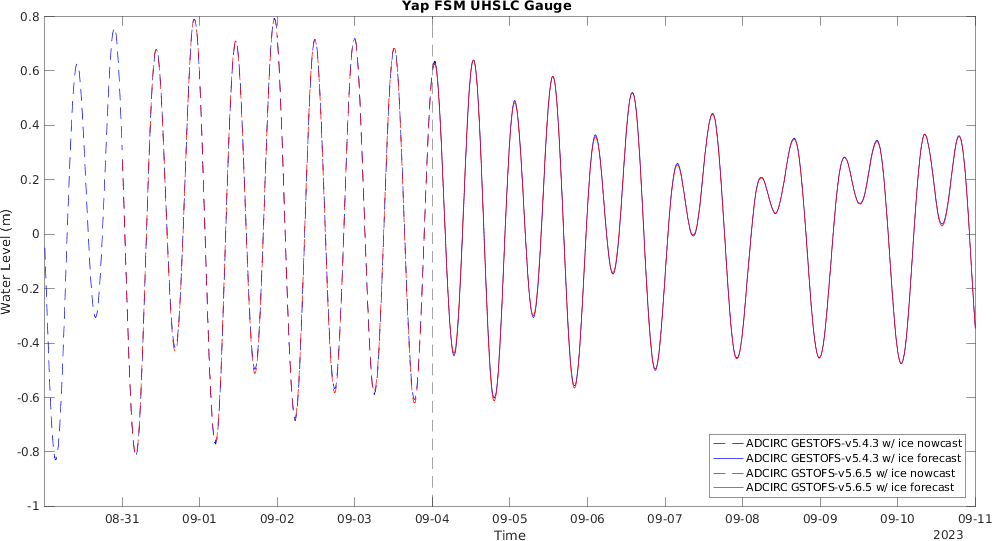 Yap FSM UHSLC Gauge
0.8
0.6
0.4
0.2
0
-0.2
-0.4
-0.6
-0.8
-1
Water Level (m)
ADCIRC GESTOFS-v5.4.3 w/ ice nowcast
ADCIRC GESTOFS-v5.4.3 w/ ice forecast
ADCIRC GSTOFS-v5.6.5 w/ ice nowcast
ADCIRC GSTOFS-v5.6.5 w/ ice forecast
08-31 09-01 09-02 09-03 09-04 09-05 09-06 09-07 09-08 09-09 09-10 09-11
Time
2023